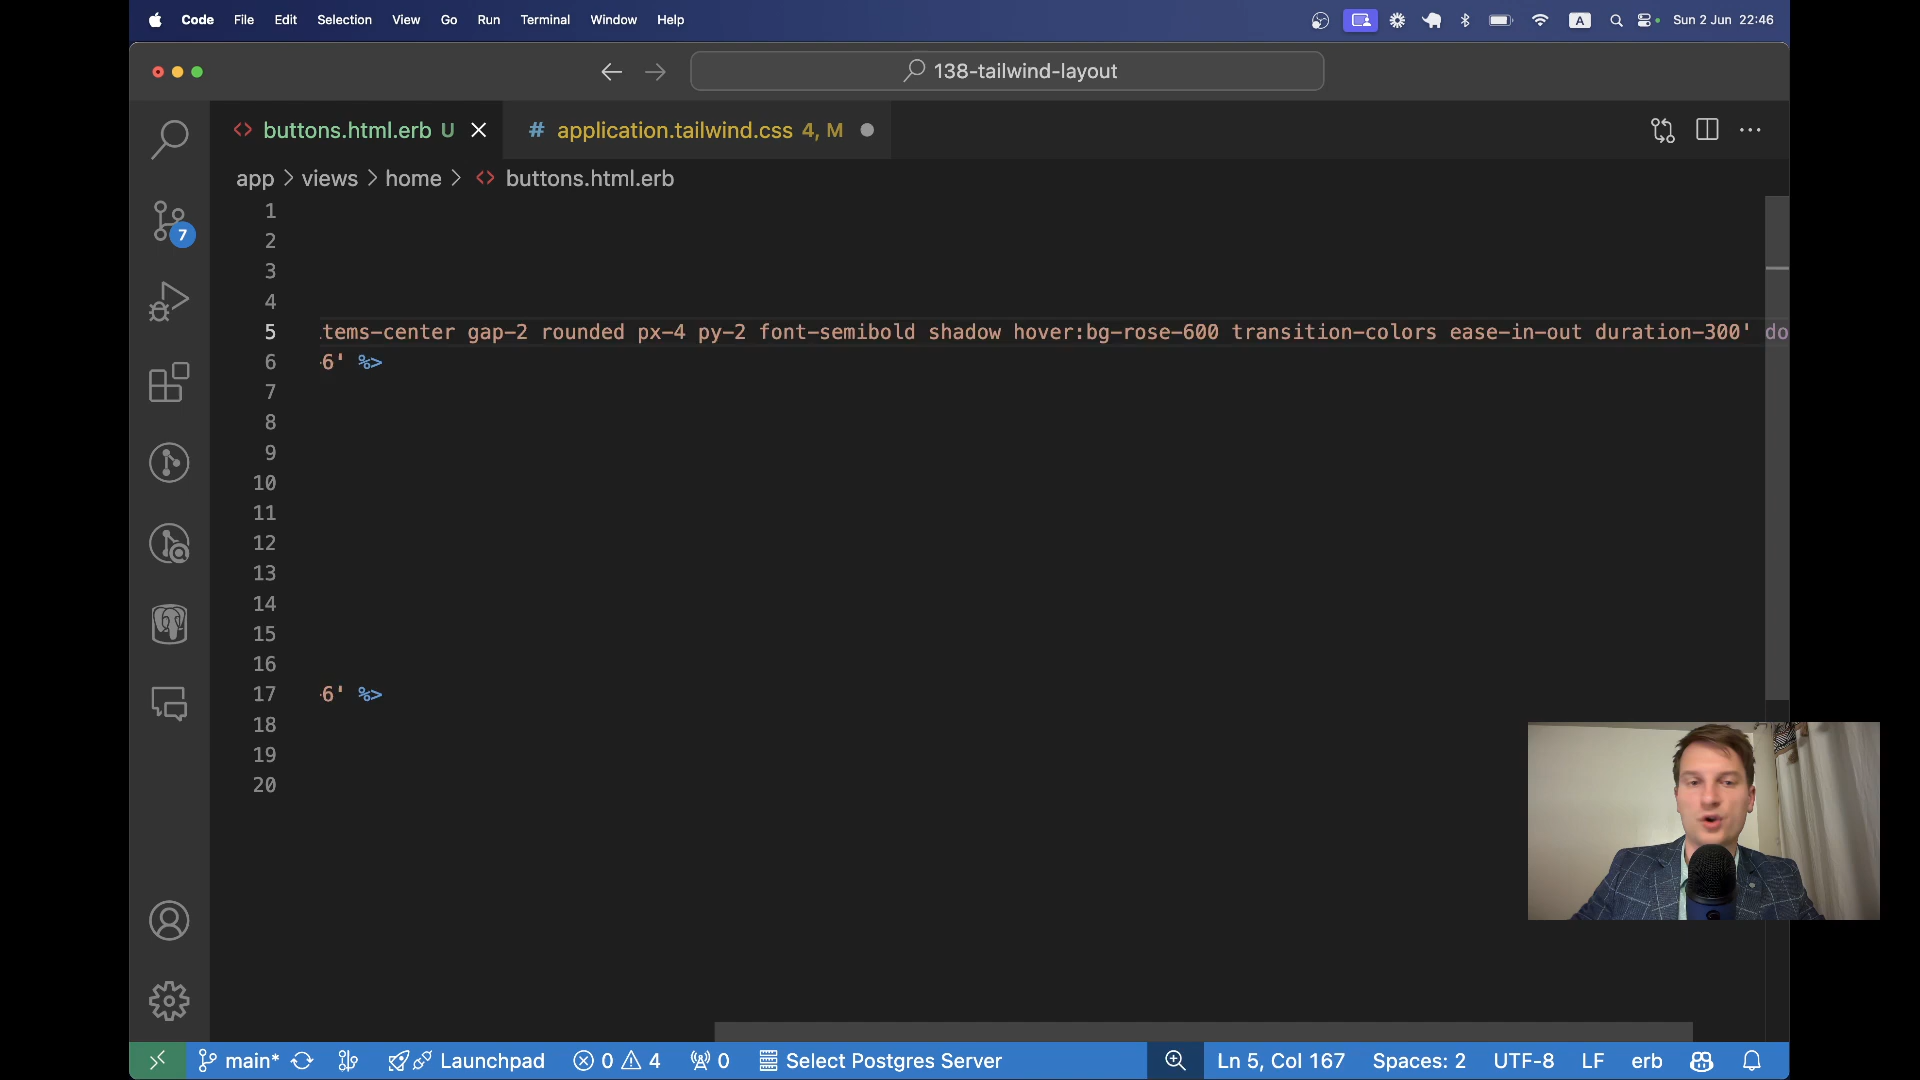 Code File Edit Selection View Go Run Terminal Window Help A Sun 2 Jun 22:46
138-tailwind-layout
buttons.html.erb U # application.tailwind.css 4, M
app > views > home > <> buttons.html.erb
7
1
2
3
4
5 tems-center gap-2 rounded px-4 py-2 font-semibold shadow hover:bg-rose-600 transition-colors ease-in-out duration-300' do
6 6' %>
7
8
9
10
11
12
13
14
15
16
17 6' %>
18
19
20
main* Launchpad 0 4 0 Select Postgres Server Ln 5, Col 167 Spaces: 2 UTF-8 LF erb